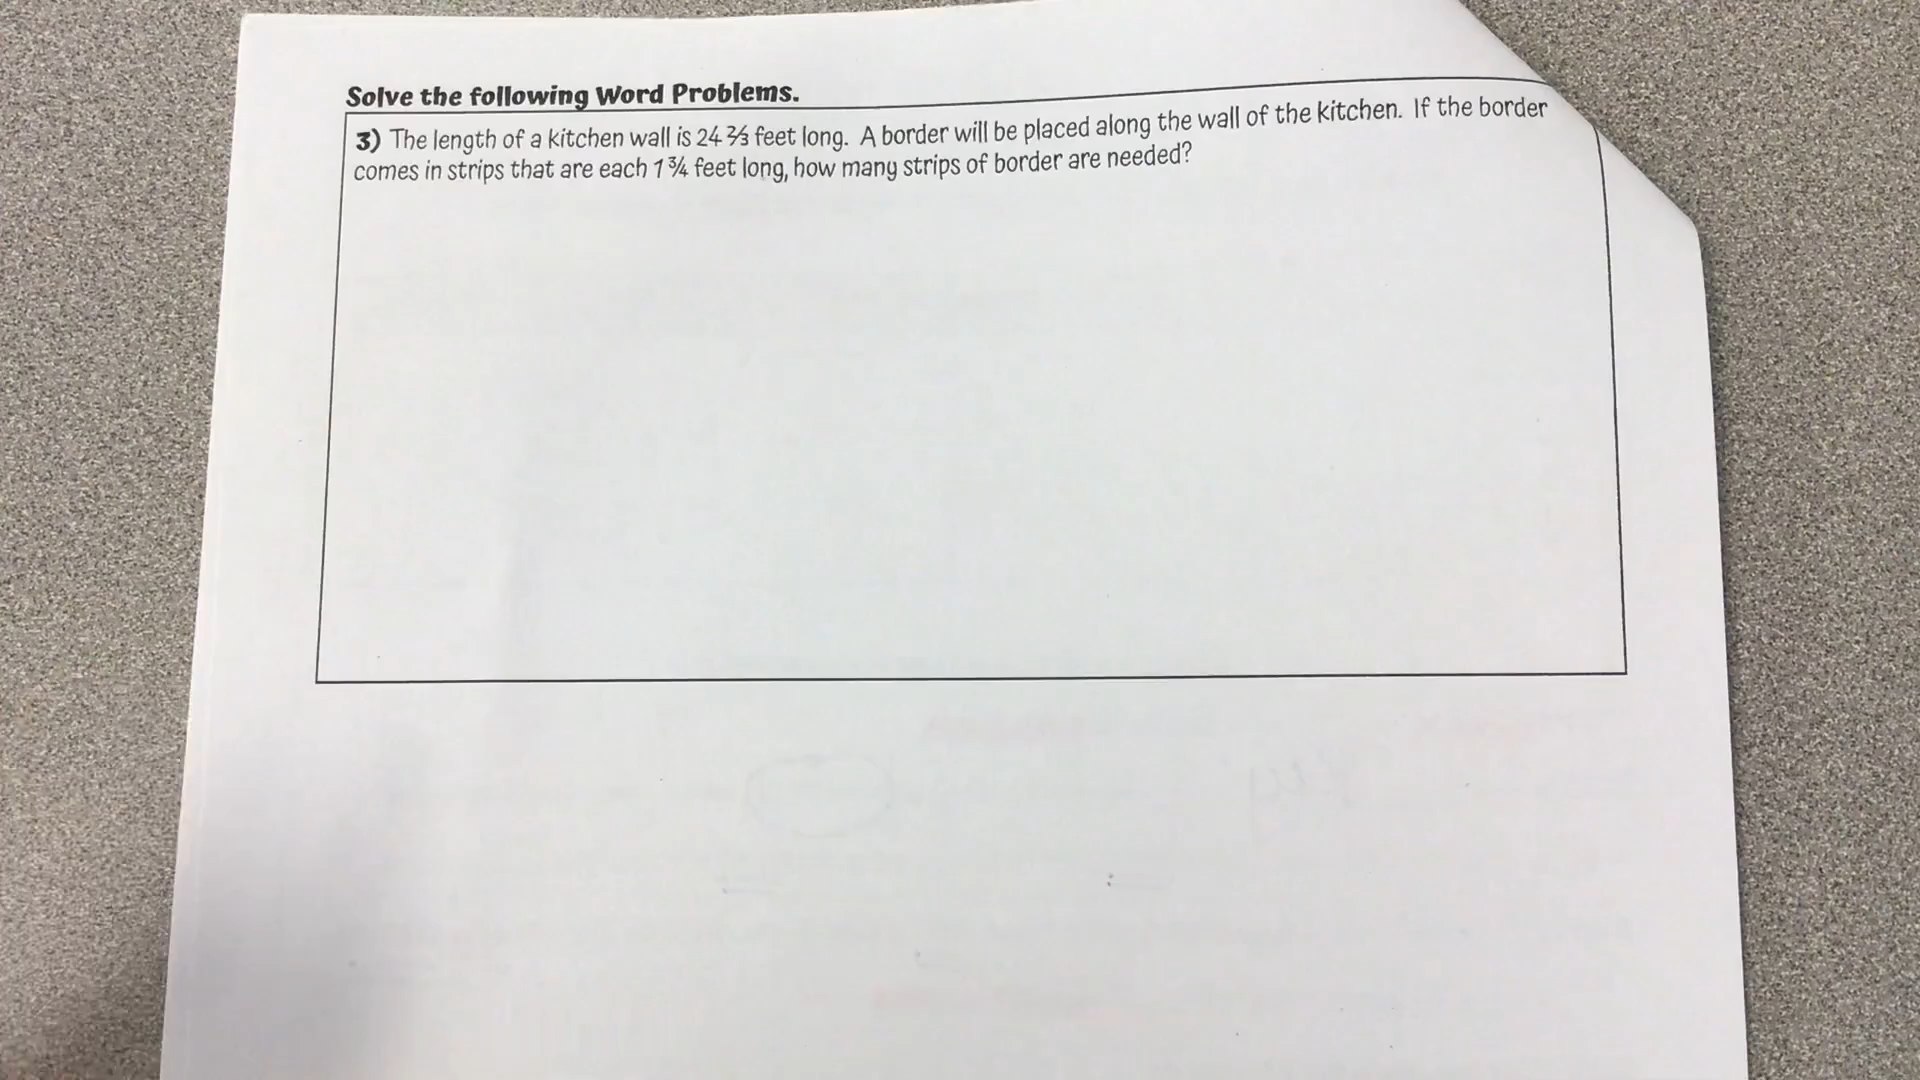 Solve the following Word Problems.
3) The length of a kitchen wall is 24 ⅔ feet long. A border will be placed along the wall of the kitchen. If the border
comes in strips that are each 1 ¾ feet long, how many strips of border are needed?